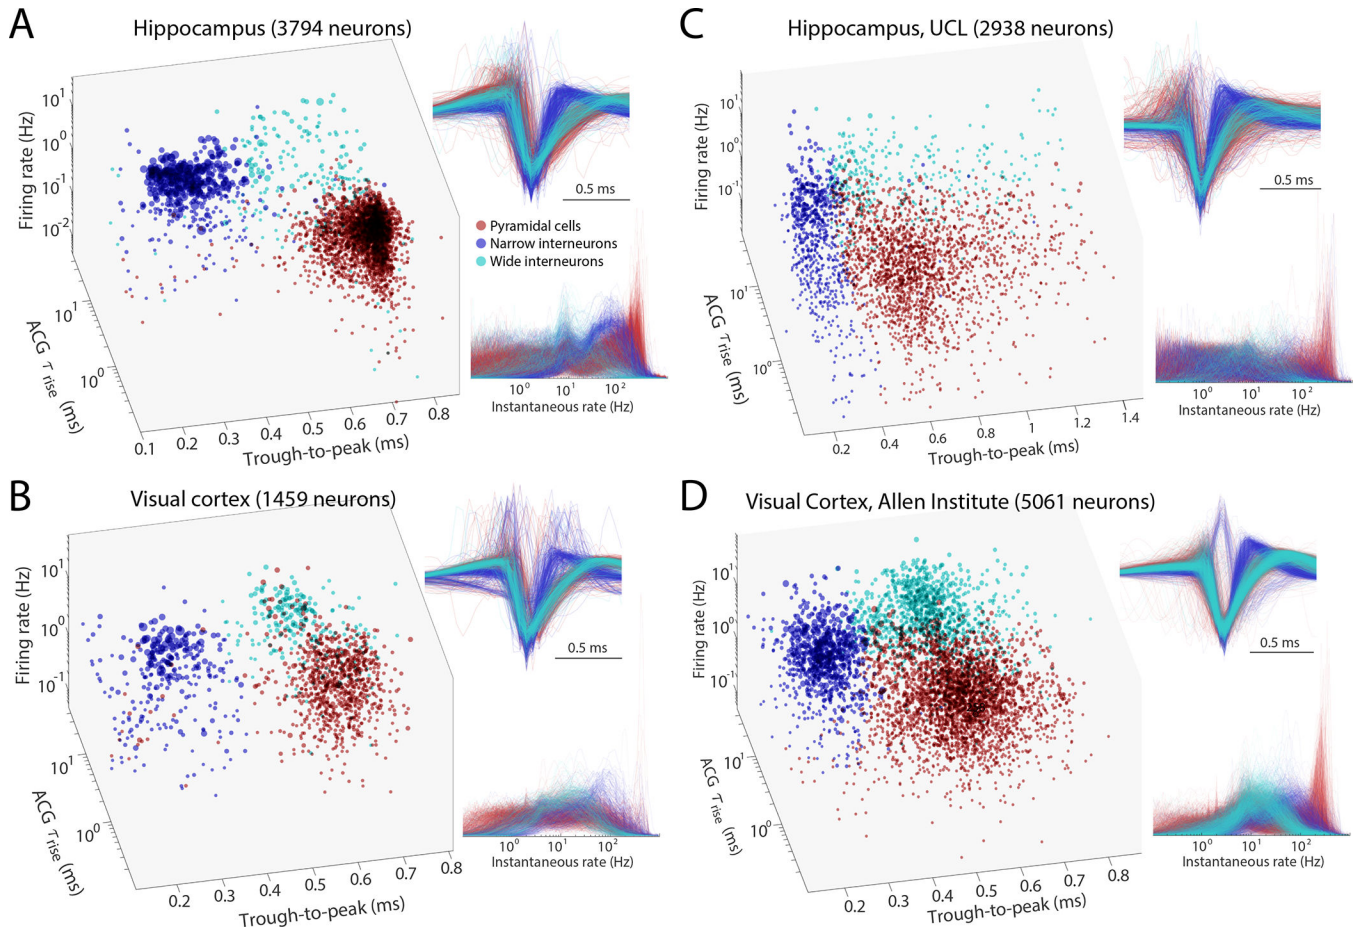 A
Hippocampus (3794 neurons)
Firing rate (Hz)
10¹
10⁰
10⁻¹
10⁻²
ACG τ rise (ms)
10¹
10⁰
0.1 0.2 0.3 0.4 0.5 0.6 0.7 0.8
Trough-to-peak (ms)
0.5 ms
Pyramidal cells
Narrow interneurons
Wide interneurons
10⁰ 10¹ 10²
Instantaneous rate (Hz)
C
Hippocampus, UCL (2938 neurons)
Firing rate (Hz)
10¹
10⁰
10⁻¹
ACG τ rise (ms)
10¹
10⁰
0.2 0.4 0.6 0.8 1 1.2 1.4
Trough-to-peak (ms)
0.5 ms
10⁰ 10¹ 10²
Instantaneous rate (Hz)
B
Visual cortex (1459 neurons)
Firing rate (Hz)
10¹
10⁰
10⁻¹
ACG τ rise (ms)
10¹
10⁰
0.2 0.3 0.4 0.5 0.6 0.7 0.8
Trough-to-peak (ms)
0.5 ms
10⁰ 10¹ 10²
Instantaneous rate (Hz)
D
Visual Cortex, Allen Institute (5061 neurons)
Firing rate (Hz)
10¹
10⁰
10⁻¹
ACG τ rise (ms)
10¹
10⁰
0.2 0.3 0.4 0.5 0.6 0.7 0.8
Trough-to-peak (ms)
0.5 ms
10⁰ 10¹ 10²
Instantaneous rate (Hz)